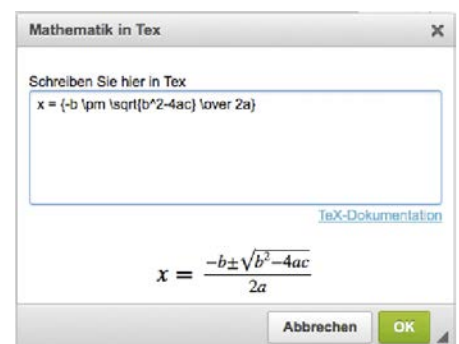 Mathematik in Tex
Schreiben Sie hier in Tex
x = {-b \pm \sqrt{b^2-4ac} \over 2a}
TeX-Dokumentation
x = −b±√b²−4ac / 2a
Abbrechen OK